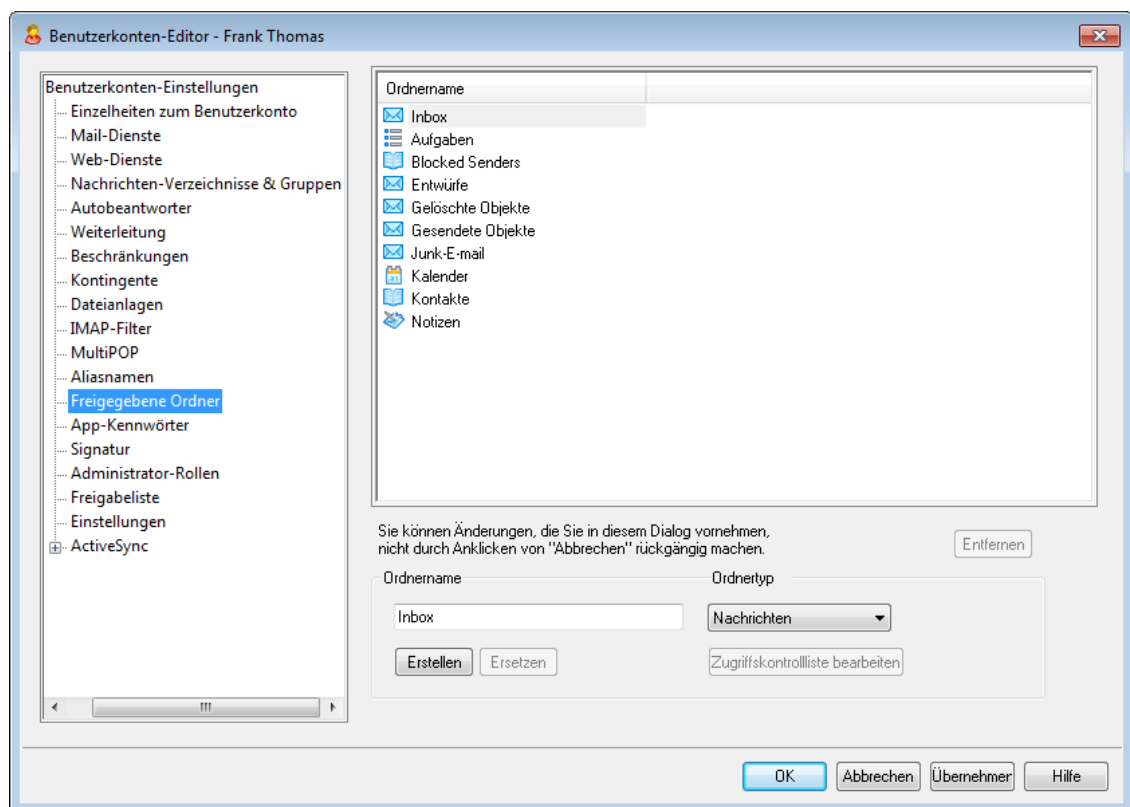 Benutzerkonten-Editor - Frank Thomas
Benutzerkonten-Einstellungen
Einzelheiten zum Benutzerkonto
Mail-Dienste
Web-Dienste
Nachrichten-Verzeichnisse & Gruppen
Autobeantworter
Weiterleitung
Beschränkungen
Kontingente
Dateianlagen
IMAP-Filter
MultiPOP
Aliasnamen
Freigegebene Ordner
App-Kennwörter
Signatur
Administrator-Rollen
Freigabeliste
Einstellungen
ActiveSync
Ordnername
Inbox
Aufgaben
Blocked Senders
Entwürfe
Gelöschte Objekte
Gesendete Objekte
Junk-E-mail
Kalender
Kontakte
Notizen
Sie können Änderungen, die Sie in diesem Dialog vornehmen,
nicht durch Anklicken von "Abbrechen" rückgängig machen.
Entfernen
Ordnername
Ordnertyp
Inbox
Nachrichten
Erstellen
Ersetzen
Zugriffskontrollliste bearbeiten
OK
Abbrechen
Übernehmer
Hilfe